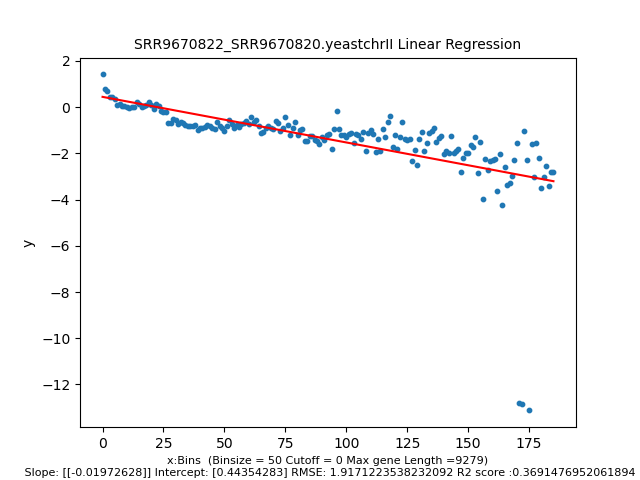 SRR9670822_SRR9670820.yeastchrII Linear Regression
2
0
−2
−4
−6
−8
−10
−12
y
0 25 50 75 100 125 150 175
x:Bins (Binsize = 50 Cutoff = 0 Max gene Length =9279)
Slope: [[-0.01972628]] Intercept: [0.44354283] RMSE: 1.9171223538232092 R2 score :0.3691476952061894